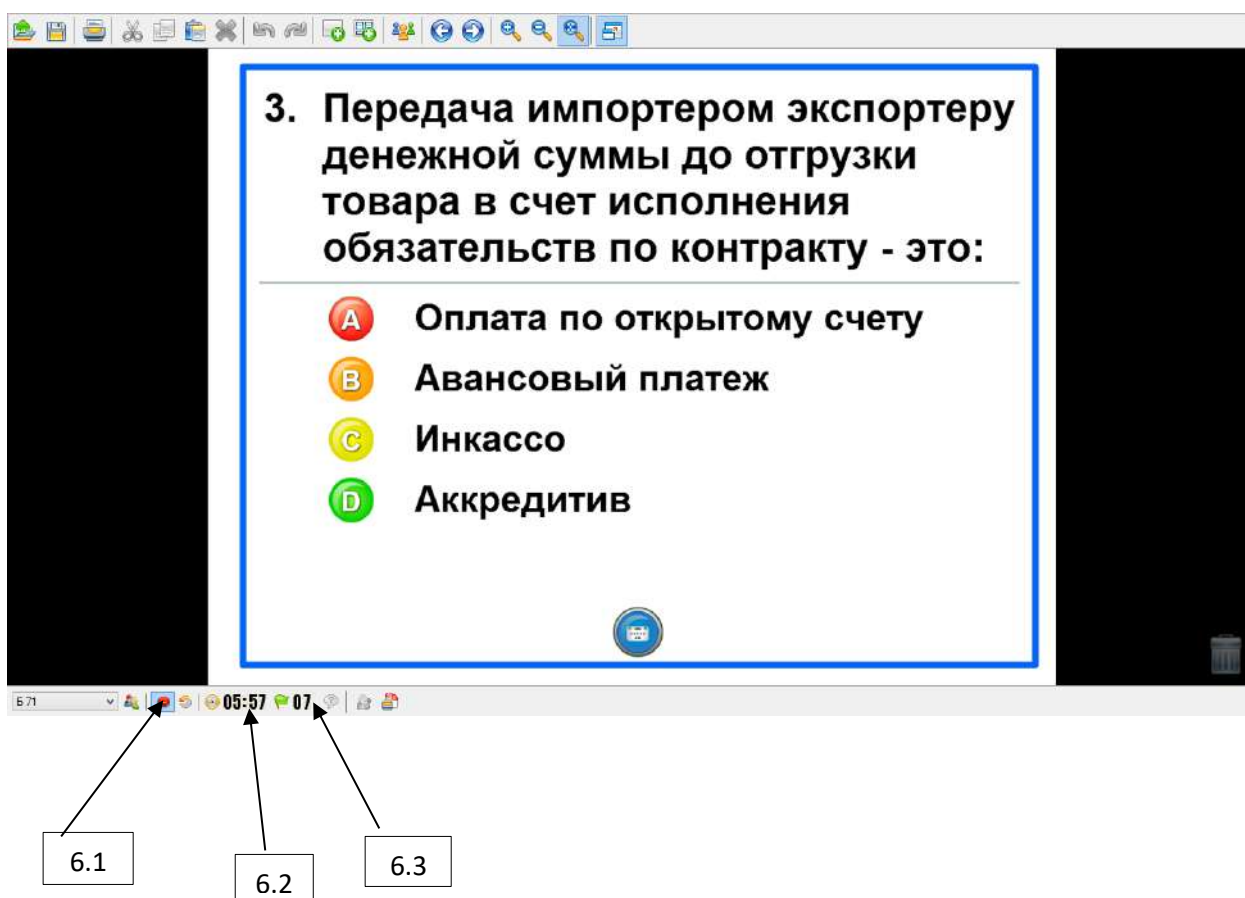 3. Передача импортером экспортеру
денежной суммы до отгрузки
товара в счет исполнения
обязательств по контракту - это:
A Оплата по открытому счету
B Авансовый платеж
C Инкассо
D Аккредитив
Б 71 05:57 07
6.1 6.2 6.3